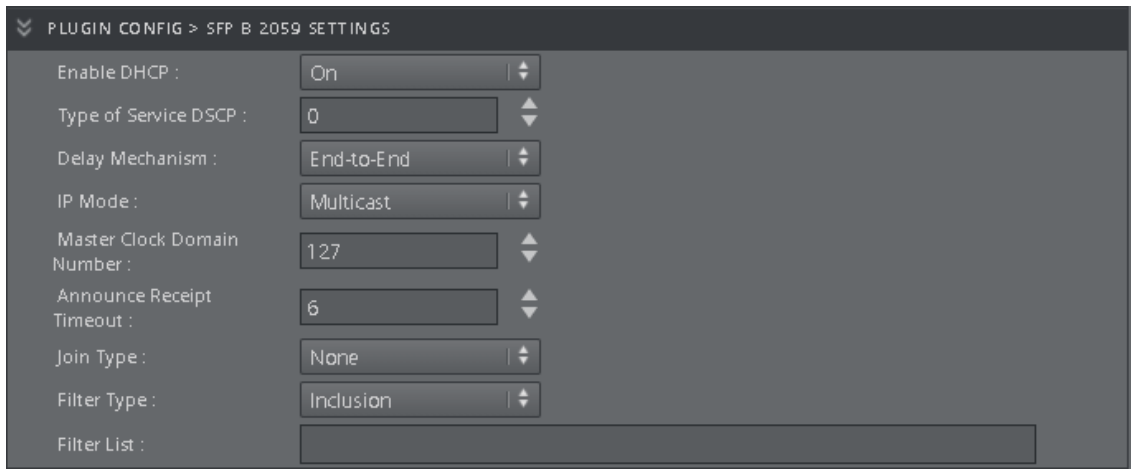 PLUGIN CONFIG > SFP B 2059 SETTINGS
Enable DHCP : On
Type of Service DSCP : 0
Delay Mechanism : End-to-End
IP Mode : Multicast
Master Clock Domain
Number : 127
Announce Receipt
Timeout : 6
Join Type : None
Filter Type : Inclusion
Filter List :